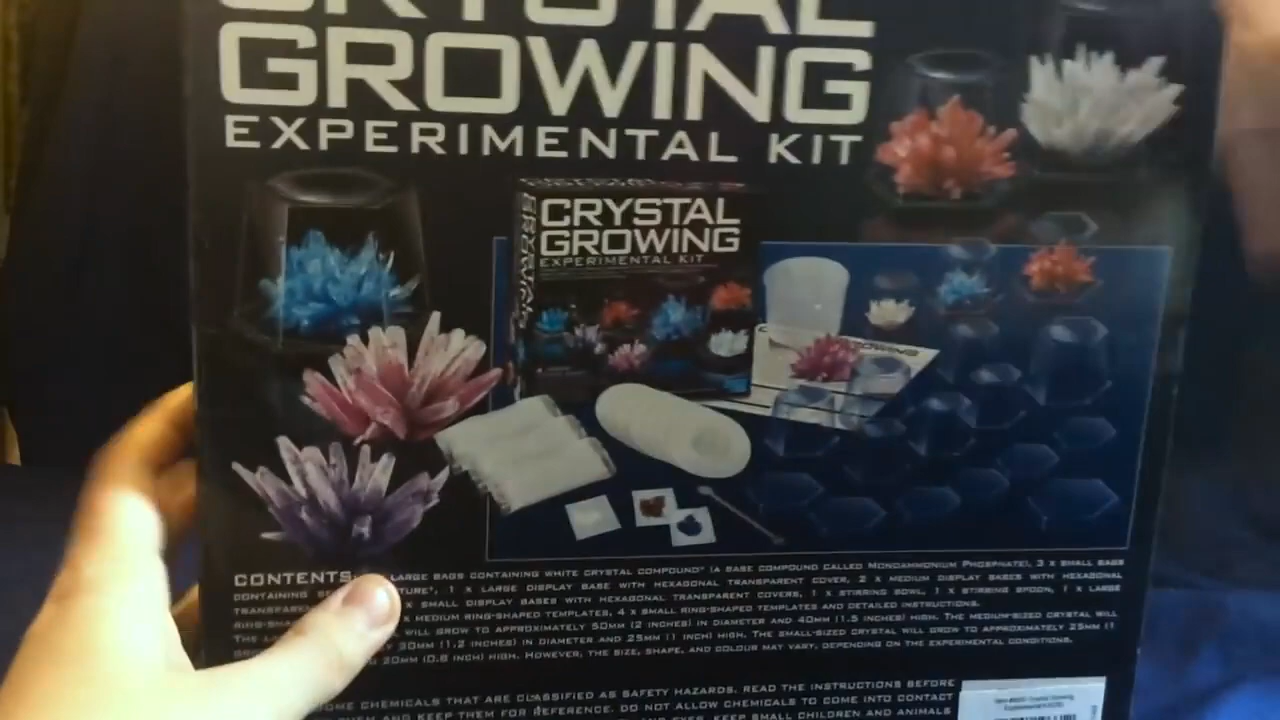 CRYSTAL
GROWING
EXPERIMENTAL KIT
CRYSTAL
GROWING
EXPERIMENTAL KIT
GROWING
CONTENTS: LARGE BAGS CONTAINING WHITE CRYSTAL COMPOUND* (A BASE COMPOUND CALLED MONOAMMONIUM PHOSPHATE), 3 X SMALL BAGS
CONTAINING 1 X LARGE DISPLAY BASE WITH HEXAGONAL TRANSPARENT COVER, 2 X MEDIUM DISPLAY BASES WITH HEXAGONAL
X SMALL DISPLAY BASES WITH HEXAGONAL TRANSPARENT COVERS, 1 X STIRRING BOWL, 1 X STIRRING SPOON, 1 X LARGE
X MEDIUM RING-SHAPED TEMPLATES, 4 X SMALL RING-SHAPED TEMPLATES AND DETAILED INSTRUCTIONS.
WILL GROW TO APPROXIMATELY 50MM (2 INCHES) IN DIAMETER AND 40MM (1.5 INCHES) HIGH. THE MEDIUM-SIZED CRYSTAL WILL
30MM (1.2 INCHES) IN DIAMETER AND 25MM (1 INCH) HIGH. THE SMALL-SIZED CRYSTAL WILL GROW TO APPROXIMATELY 25MM (1
20MM (0.8 INCH) HIGH. HOWEVER, THE SIZE, SHAPE, AND COLOUR MAY VARY, DEPENDING ON THE EXPERIMENTAL CONDITIONS.
SOME CHEMICALS THAT ARE CLASSIFIED AS SAFETY HAZARDS. READ THE INSTRUCTIONS BEFORE
THEM AND KEEP THEM FOR REFERENCE. DO NOT ALLOW CHEMICALS TO COME INTO CONTACT
AND EYES. KEEP SMALL CHILDREN AND ANIMALS